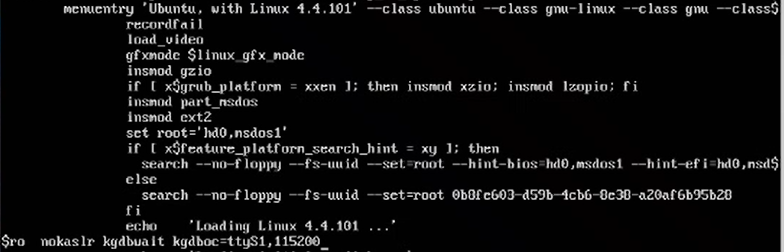 menuentry 'Ubuntu, with Linux 4.4.101' --class ubuntu --class gnu-linux --class gnu --class$
recordfail
load_video
gfxmode $linux_gfx_mode
insmod gzio
if [ x$grub_platform = xxen ]; then insmod xzio; insmod lzopio; fi
insmod part_msdos
insmod ext2
set root='hd0,msdos1'
if [ x$feature_platform_search_hint = xy ]; then
search --no-floppy --fs-uuid --set=root --hint-bios=hd0,msdos1 --hint-efi=hd0,msd$
else
search --no-floppy --fs-uuid --set=root 0b8fe603-d59b-4cb6-8e38-a20af6b95b28
fi
echo 'Loading Linux 4.4.101 ...'
$ro nokaslr kgdbwait kgdboc=ttyS1,115200